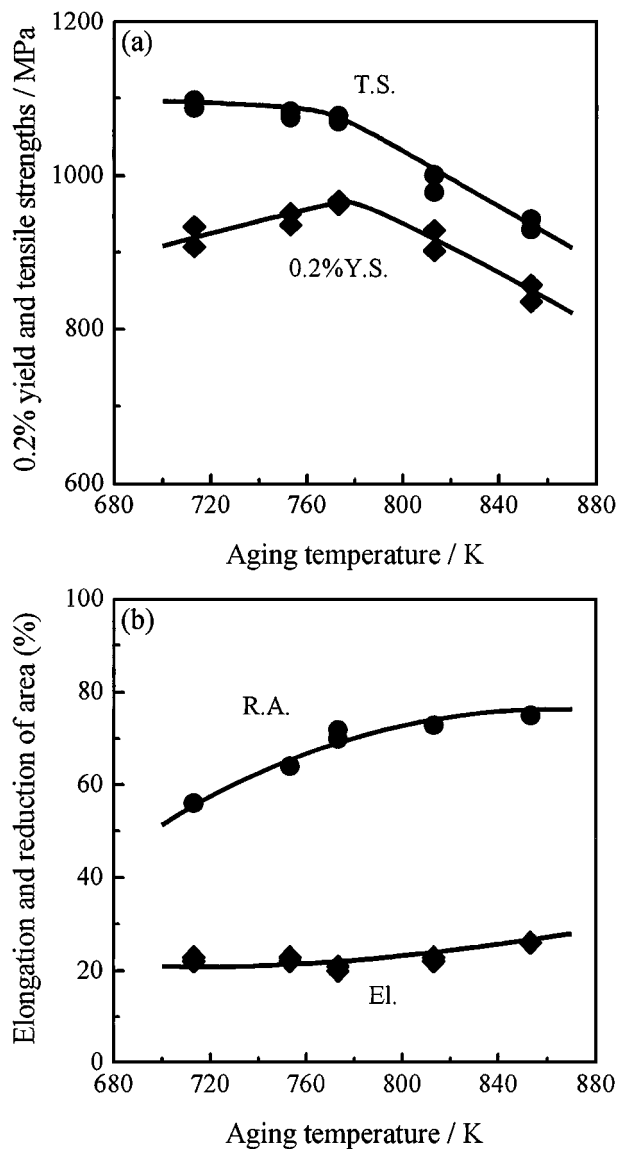 0.2% yield and tensile strengths / MPa
(a)
1200
1000
800
600
T.S.
0.2%Y.S.
680 720 760 800 840 880
Aging temperature / K
Elongation and reduction of area (%)
(b)
100
80
60
40
20
0
R.A.
El.
680 720 760 800 840 880
Aging temperature / K